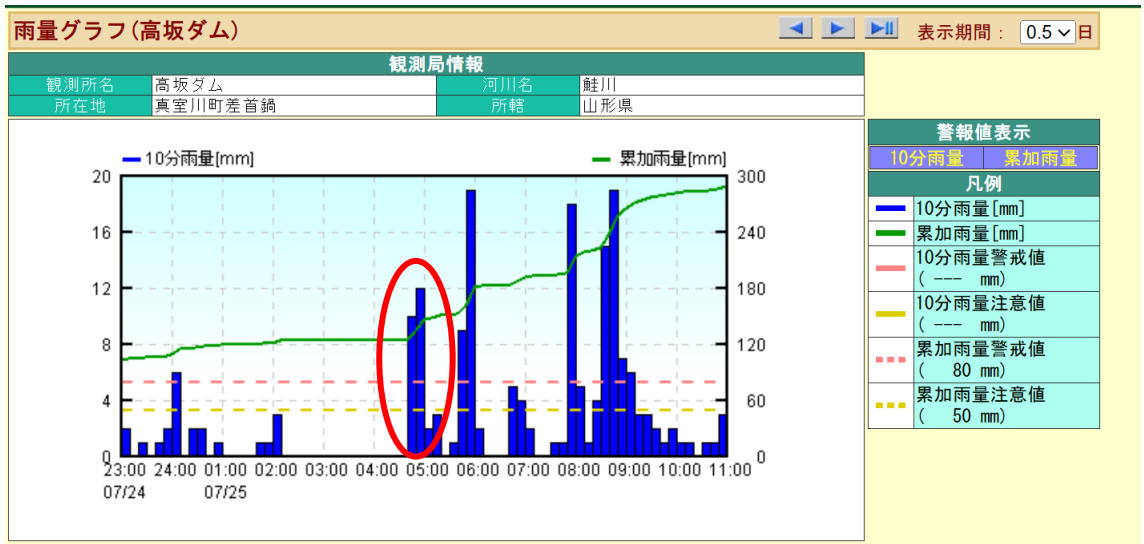 雨量グラフ(高坂ダム)
表示期間： 0.5 日
観測局情報
観測所名 高坂ダム 河川名 鮭川
所在地 真室川町差首鍋 所轄 山形県
10分雨量[mm] 累加雨量[mm]
20 300
16 240
12 180
8 120
4 60
0 0
23:00 24:00 01:00 02:00 03:00 04:00 05:00 06:00 07:00 08:00 09:00 10:00 11:00
07/24 07/25
警報値表示
10分雨量 累加雨量
凡例
10分雨量[mm]
累加雨量[mm]
10分雨量警戒値
( --- mm)
10分雨量注意値
( --- mm)
累加雨量警戒値
( 80 mm)
累加雨量注意値
( 50 mm)